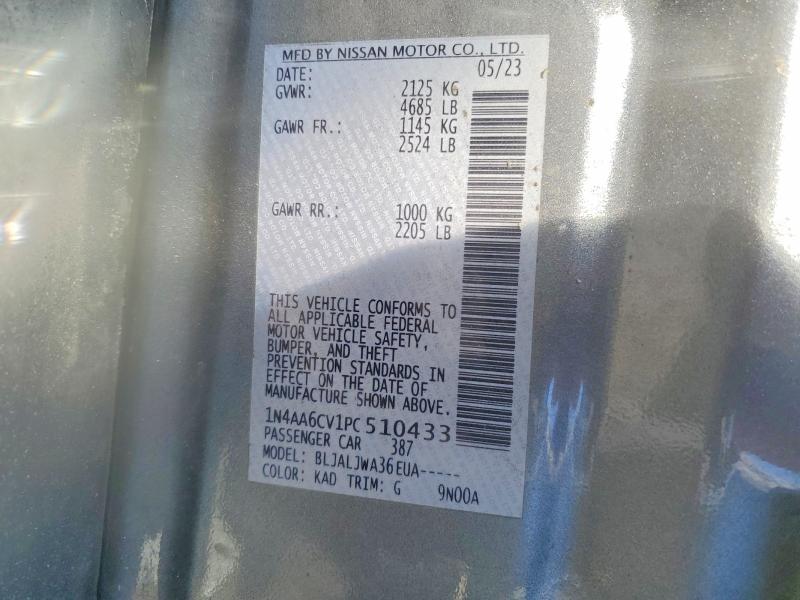 MFD BY NISSAN MOTOR CO., LTD.
DATE: 05/23
GVWR: 2125 KG
4685 LB
GAWR FR.: 1145 KG
2524 LB
GAWR RR.: 1000 KG
2205 LB
THIS VEHICLE CONFORMS TO
ALL APPLICABLE FEDERAL
MOTOR VEHICLE SAFETY,
BUMPER, AND THEFT
PREVENTION STANDARDS IN
EFFECT ON THE DATE OF
MANUFACTURE SHOWN ABOVE.
1N4AA6CV1PC510433
PASSENGER CAR 387
MODEL: BLJALJWA36EUA-----
COLOR: KAD TRIM: G 9N00A